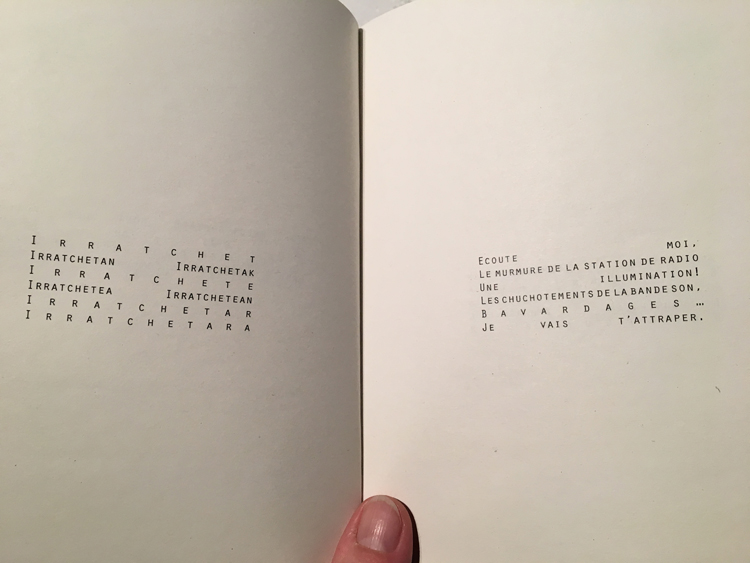 Irratchet
Irratchetan Irratchetak
Irratchete
Irratchetea Irratchetean
Irratchetar
Irratchetara
Ecoute moi,
Le murmure de la station de radio
Une illumination!
Les chuchotements de la bande son,
Bavardages...
Je vais t'attraper.